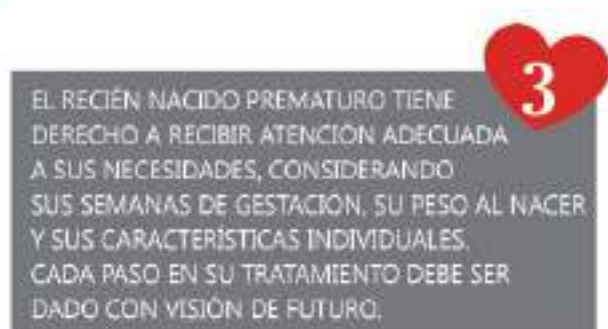 3
EL RECIÉN NACIDO PREMATURO TIENE
DERECHO A RECIBIR ATENCIÓN ADECUADA
A SUS NECESIDADES, CONSIDERANDO
SUS SEMANAS DE GESTACIÓN, SU PESO AL NACER
Y SUS CARACTERÍSTICAS INDIVIDUALES.
CADA PASO EN SU TRATAMIENTO DEBE SER
DADO CON VISIÓN DE FUTURO.